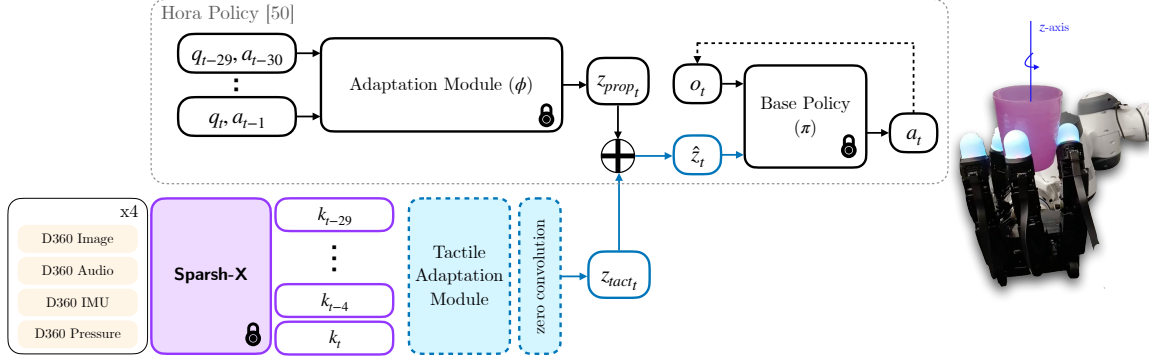 Hora Policy [50]
q_{t-29}, a_{t-30}
⋮
q_t, a_{t-1}
Adaptation Module (ϕ)
z_{prop_t}
o_t
Base Policy
(π)
a_t
ẑ_t
z-axis
x4
D360 Image
D360 Audio
D360 IMU
D360 Pressure
Sparsh-X
k_{t-29}
⋮
k_{t-4}
k_t
Tactile
Adaptation
Module
zero convolution
z_{tact_t}